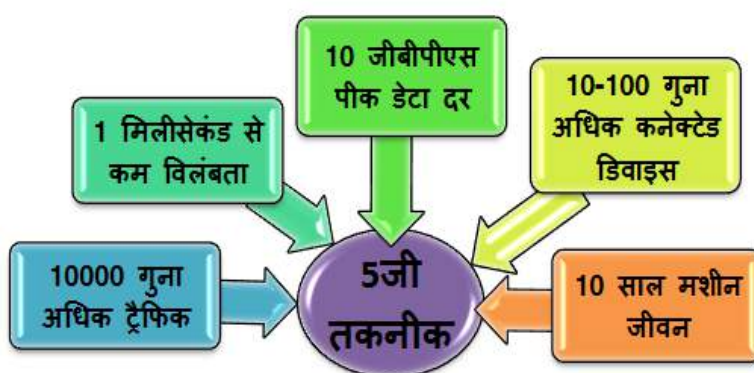 10 जीबीपीएस
पीक डेटा दर
10-100 गुना
अधिक कनेक्टेड
डिवाइस
1 मिलीसेकंड से
कम विलंबता
10000 गुना
अधिक ट्रैफिक
5जी
तकनीक
10 साल मशीन
जीवन